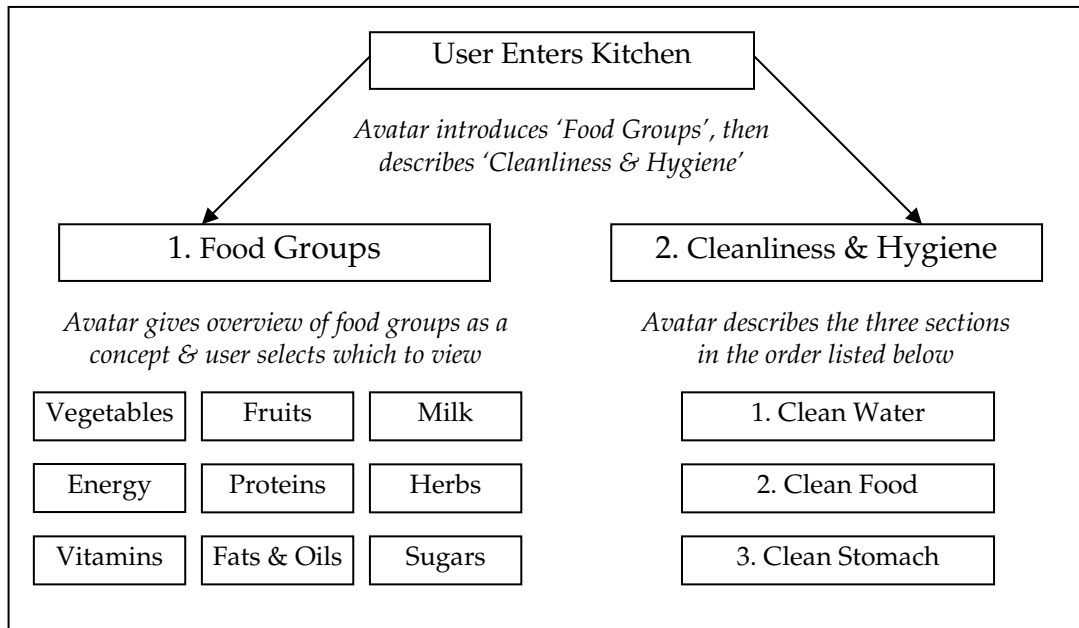 User Enters Kitchen
Avatar introduces ‘Food Groups’, then
describes ‘Cleanliness & Hygiene’
1. Food Groups
Avatar gives overview of food groups as a
concept & user selects which to view
Vegetables
Fruits
Milk
Energy
Proteins
Herbs
Vitamins
Fats & Oils
Sugars
2. Cleanliness & Hygiene
Avatar describes the three sections
in the order listed below
1. Clean Water
2. Clean Food
3. Clean Stomach